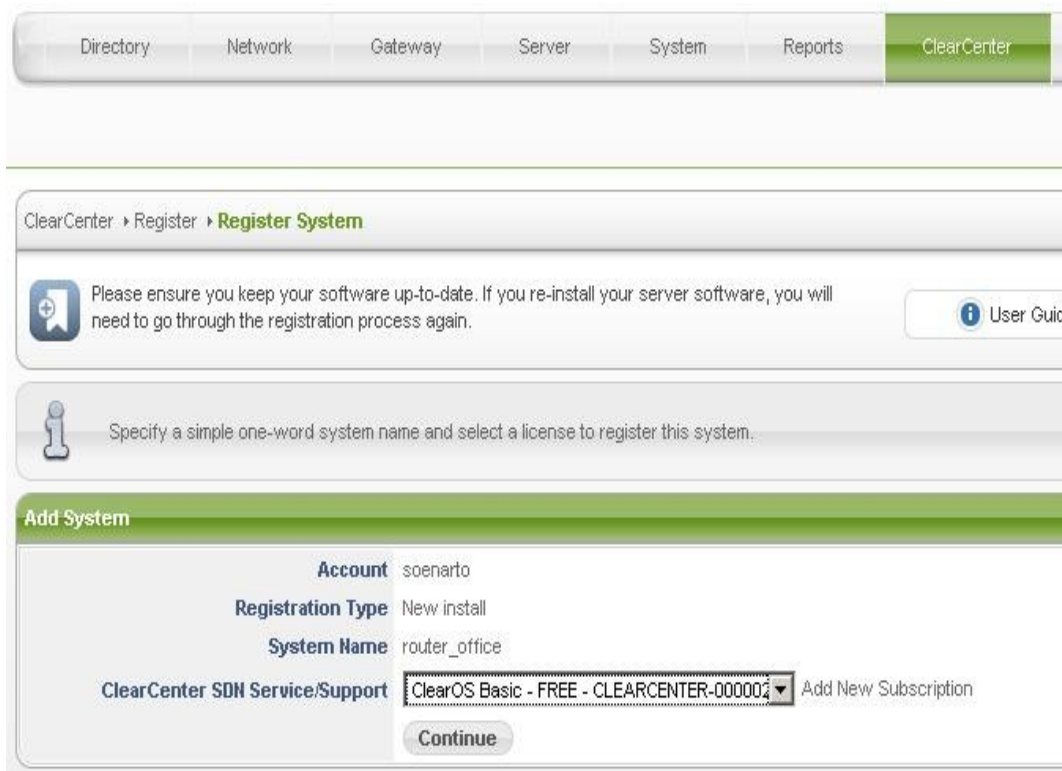 Directory Network Gateway Server System Reports ClearCenter
ClearCenter ▸ Register ▸ Register System
Please ensure you keep your software up-to-date. If you re-install your server software, you will
need to go through the registration process again.
User Guid
Specify a simple one-word system name and select a license to register this system.
Add System
Account soenarto
Registration Type New install
System Name router_office
ClearCenter SDN Service/Support ClearOS Basic - FREE - CLEARCENTER-000002 Add New Subscription
Continue